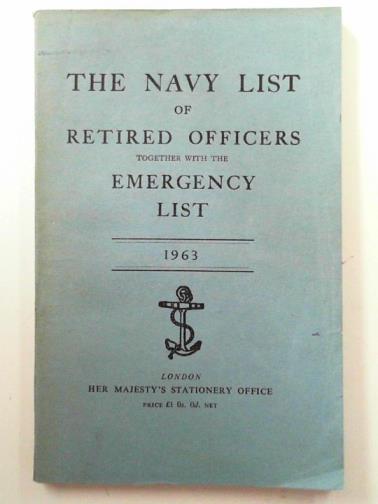 THE NAVY LIST
OF
RETIRED OFFICERS
TOGETHER WITH THE
EMERGENCY
LIST
1963
LONDON
HER MAJESTY'S STATIONERY OFFICE
PRICE £1 0s. 0d. NET